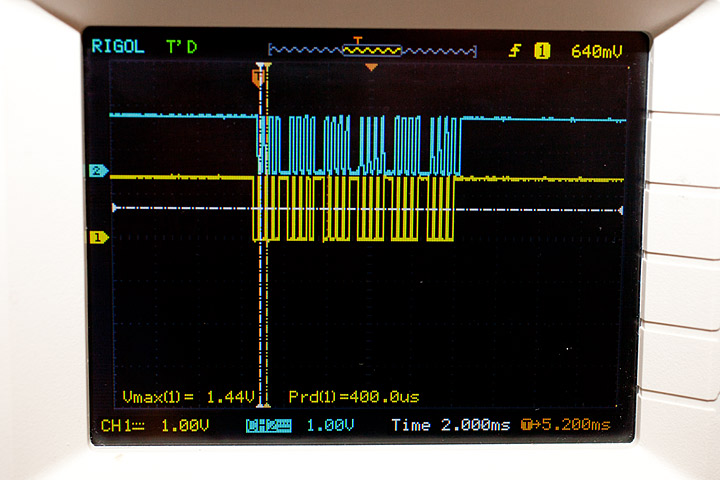 RIGOL T'D T 1 640mV
T
2
1
Vmax(1)= 1.44V Prd(1)=400.0us
CH1 1.00V CH2 1.00V Time 2.000ms T→5.200ms